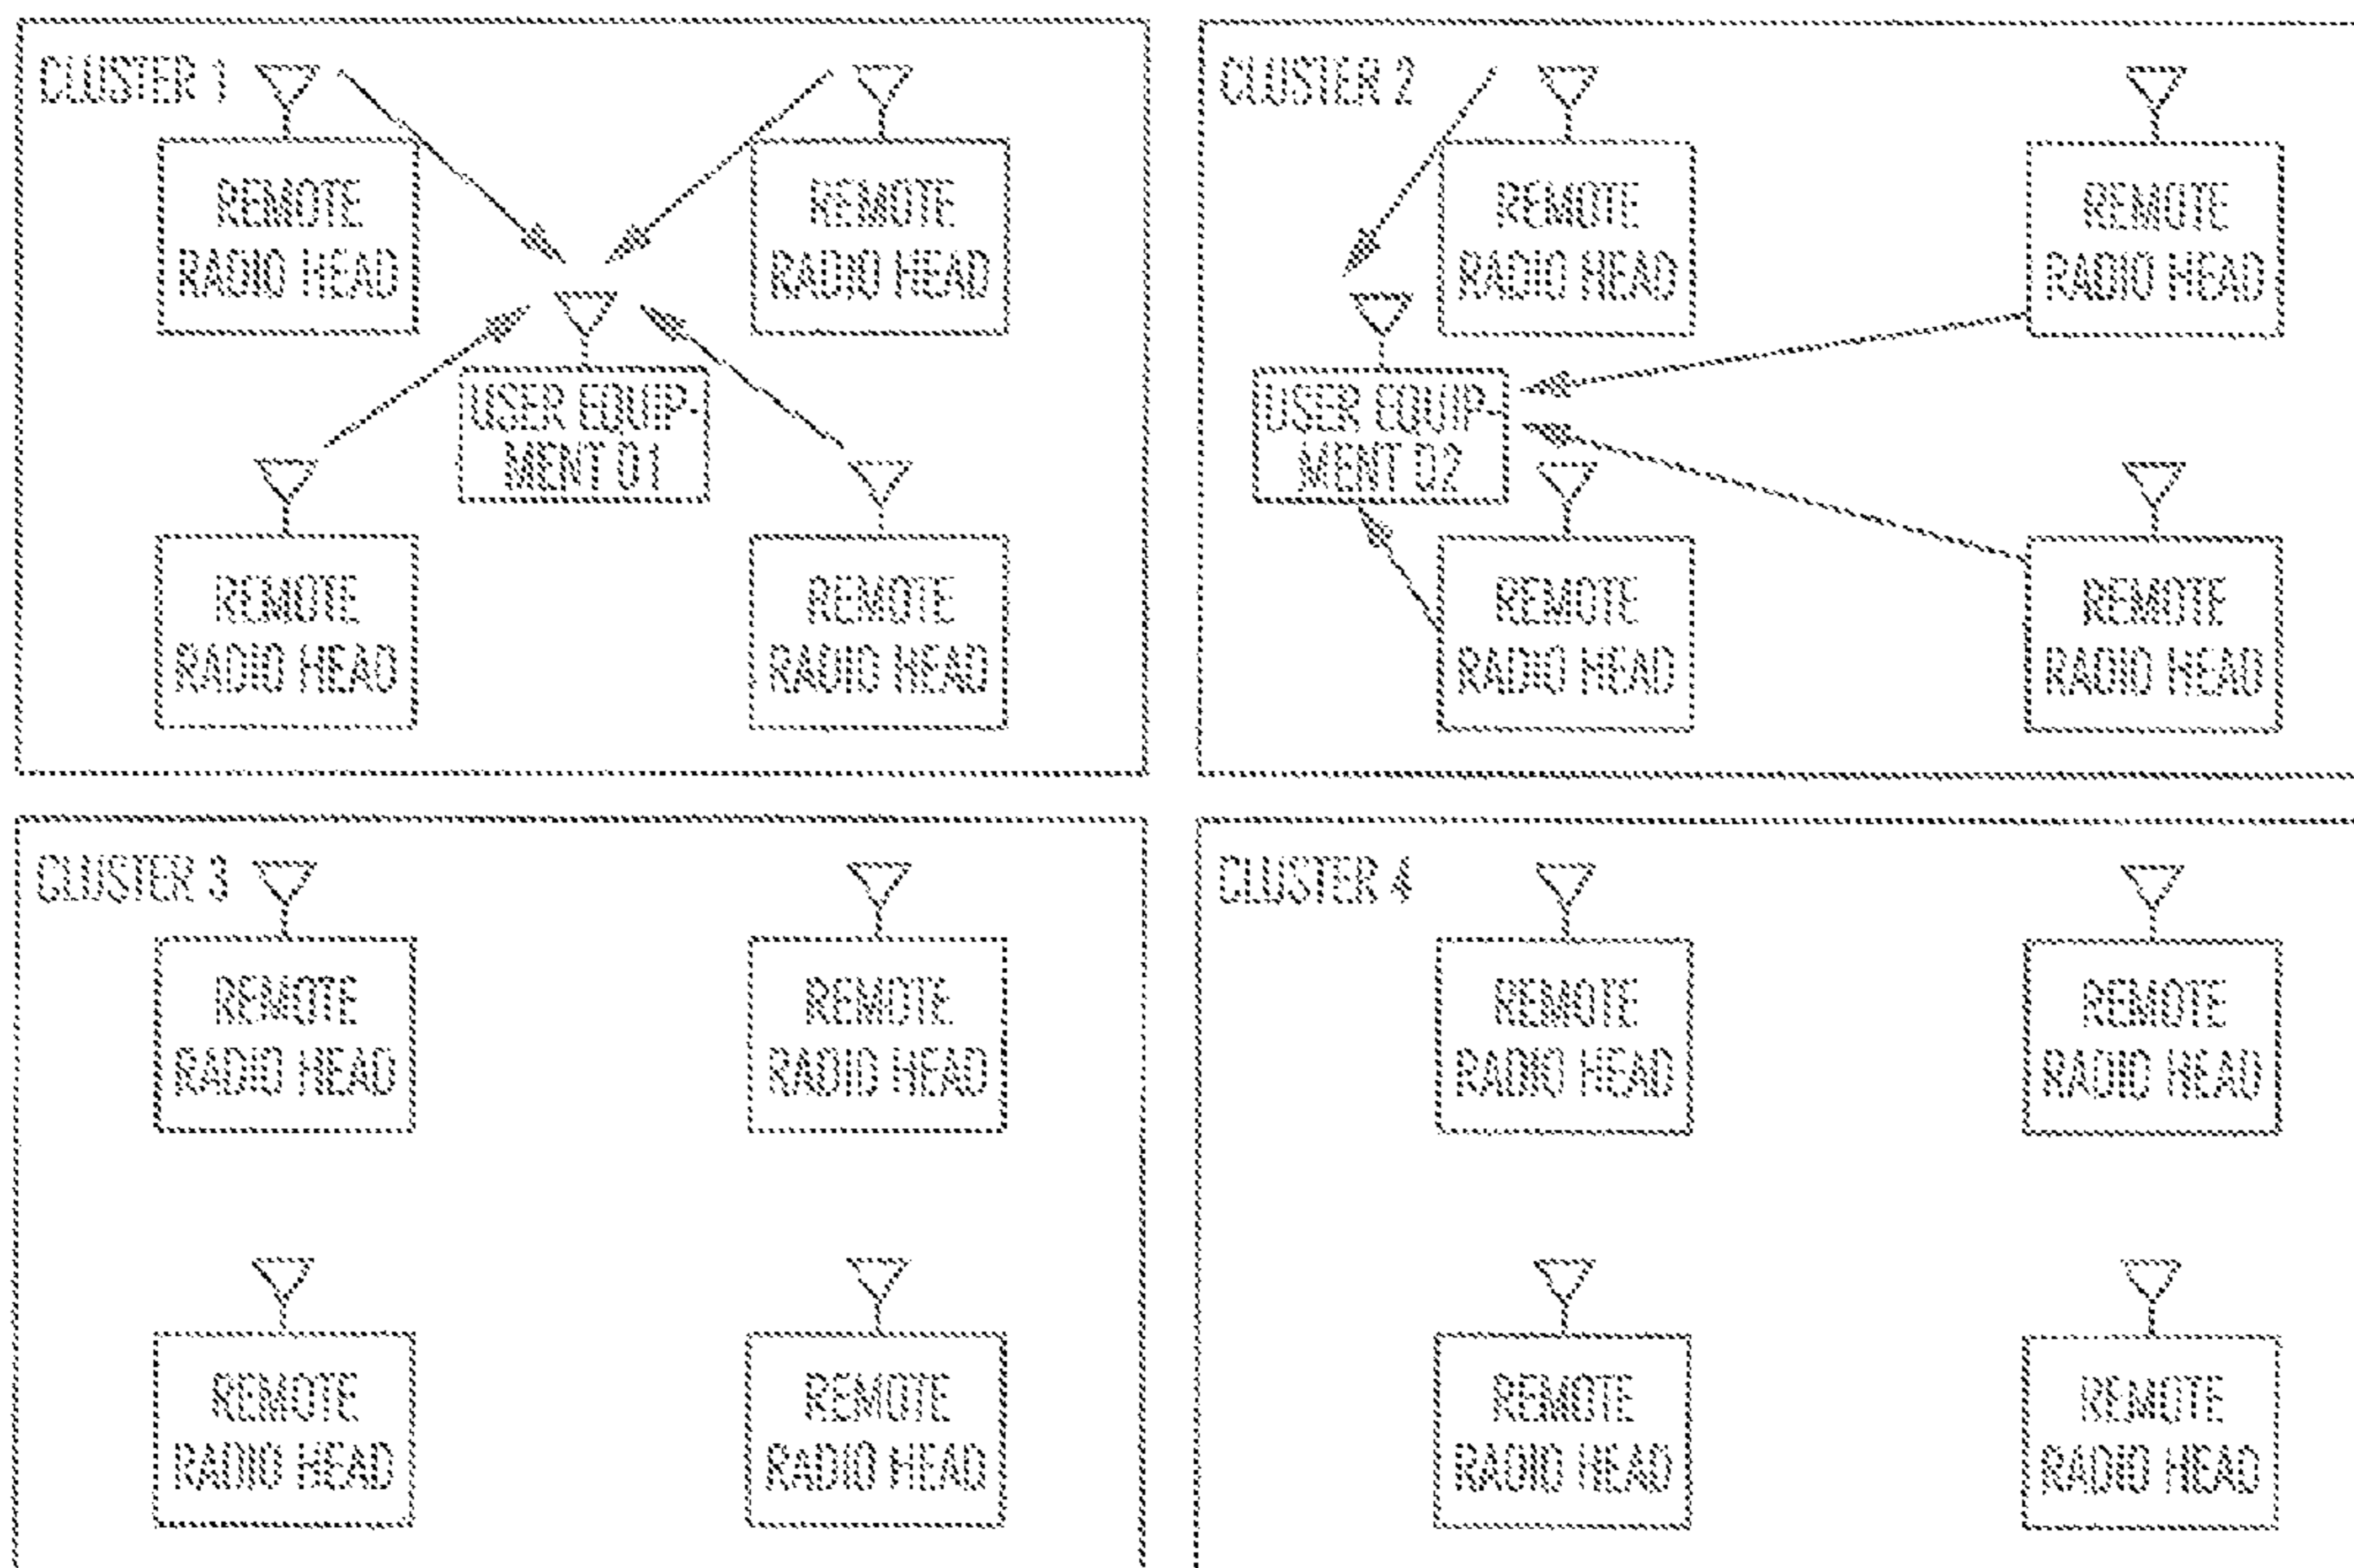 CLUSTER 1
REMOTE
RADIO HEAD
REMOTE
RADIO HEAD
USER EQUIP-
MENT 01
REMOTE
RADIO HEAD
REMOTE
RADIO HEAD
CLUSTER 2
REMOTE
RADIO HEAD
REMOTE
RADIO HEAD
USER EQUIP-
MENT 02
REMOTE
RADIO HEAD
REMOTE
RADIO HEAD
CLUSTER 3
REMOTE
RADIO HEAD
REMOTE
RADIO HEAD
REMOTE
RADIO HEAD
REMOTE
RADIO HEAD
CLUSTER 4
REMOTE
RADIO HEAD
REMOTE
RADIO HEAD
REMOTE
RADIO HEAD
REMOTE
RADIO HEAD